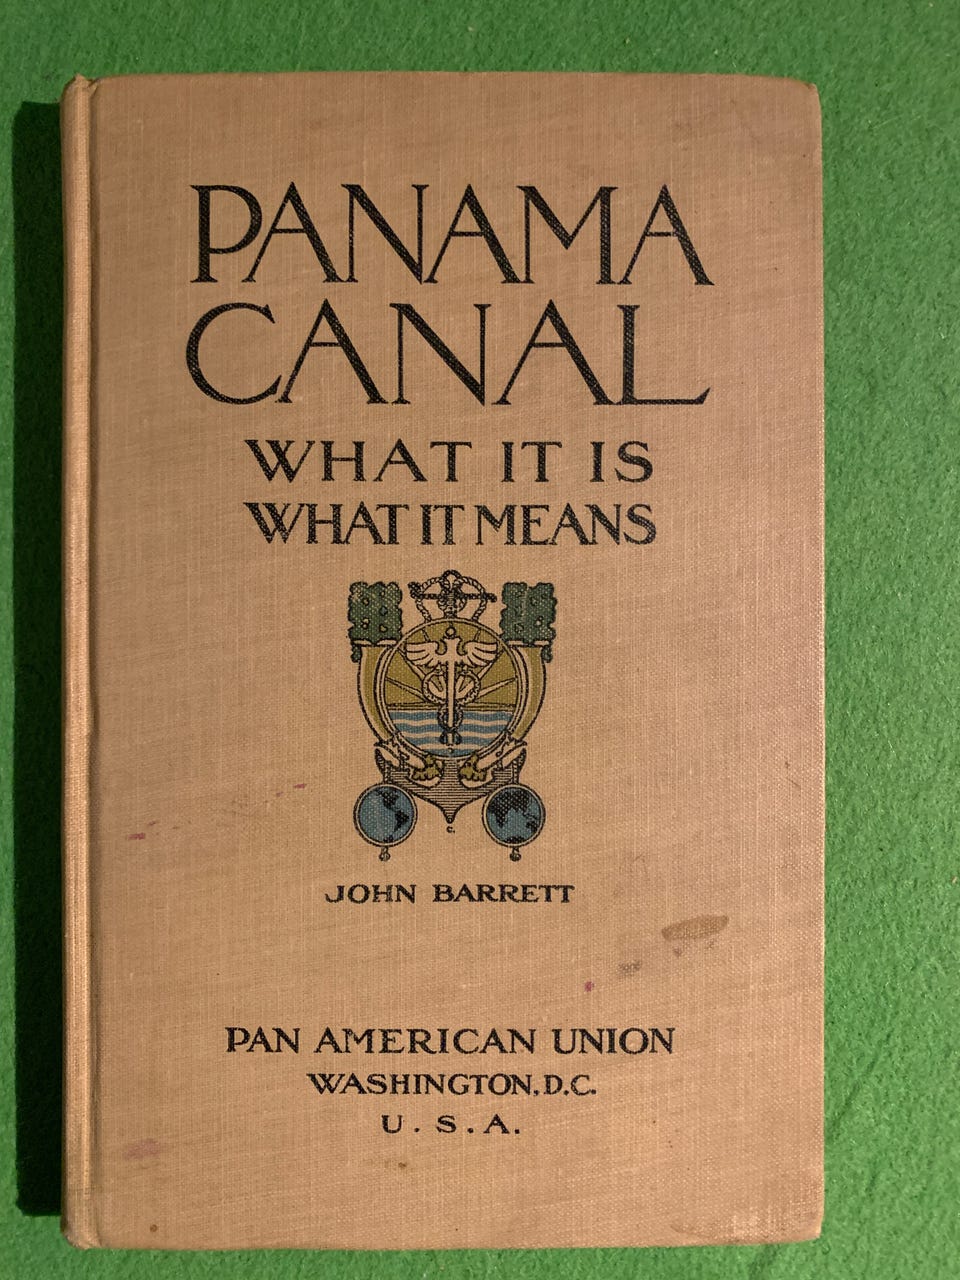 PANAMA
CANAL
WHAT IT IS
WHAT IT MEANS
C.
JOHN BARRETT
PAN AMERICAN UNION
WASHINGTON, D.C.
U. S. A.